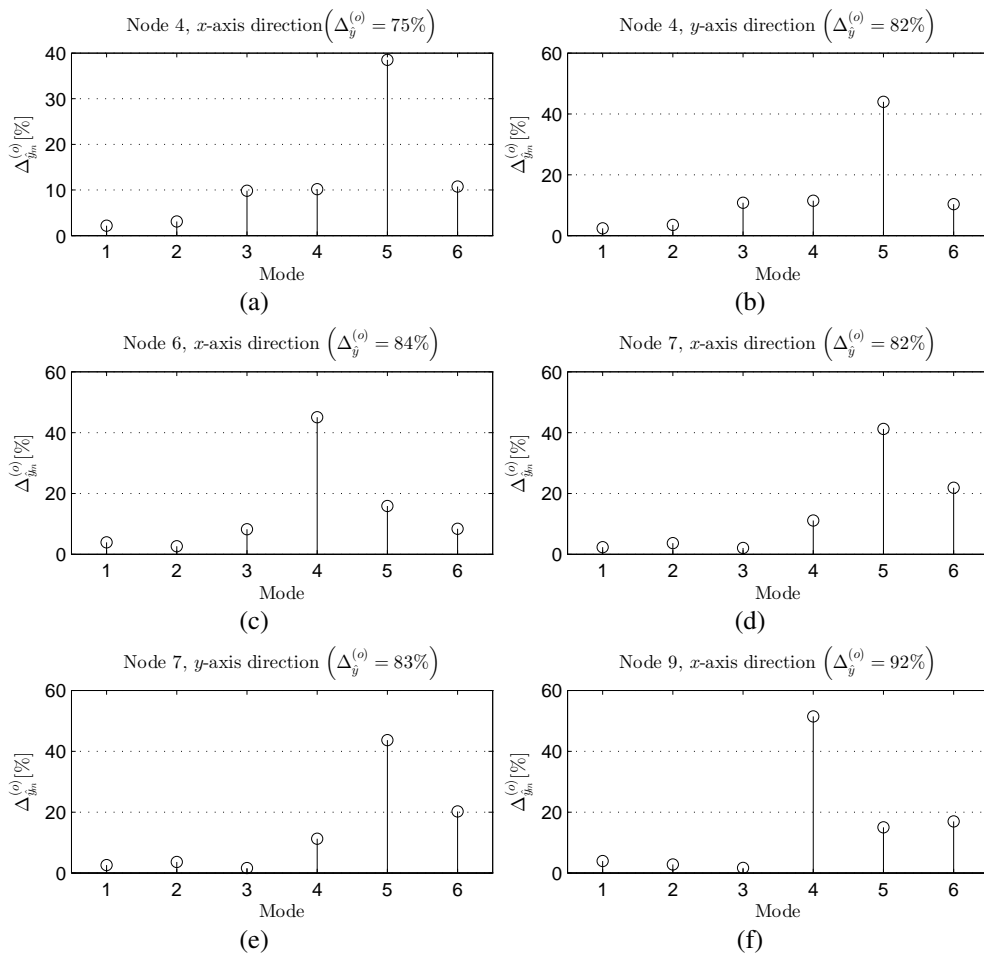 Node 4, x-axis direction(Δ_ŷ^(o) = 75%)
Δ_ŷm^(o) [%]
40
30
20
10
0
1 2 3 4 5 6
Mode
(a)
Node 4, y-axis direction (Δ_ŷ^(o) = 82%)
Δ_ŷm^(o) [%]
60
40
20
0
1 2 3 4 5 6
Mode
(b)
Node 6, x-axis direction (Δ_ŷ^(o) = 84%)
Δ_ŷm^(o) [%]
60
40
20
0
1 2 3 4 5 6
Mode
(c)
Node 7, x-axis direction (Δ_ŷ^(o) = 82%)
Δ_ŷm^(o) [%]
60
40
20
0
1 2 3 4 5 6
Mode
(d)
Node 7, y-axis direction (Δ_ŷ^(o) = 83%)
Δ_ŷm^(o) [%]
60
40
20
0
1 2 3 4 5 6
Mode
(e)
Node 9, x-axis direction (Δ_ŷ^(o) = 92%)
Δ_ŷm^(o) [%]
60
40
20
0
1 2 3 4 5 6
Mode
(f)